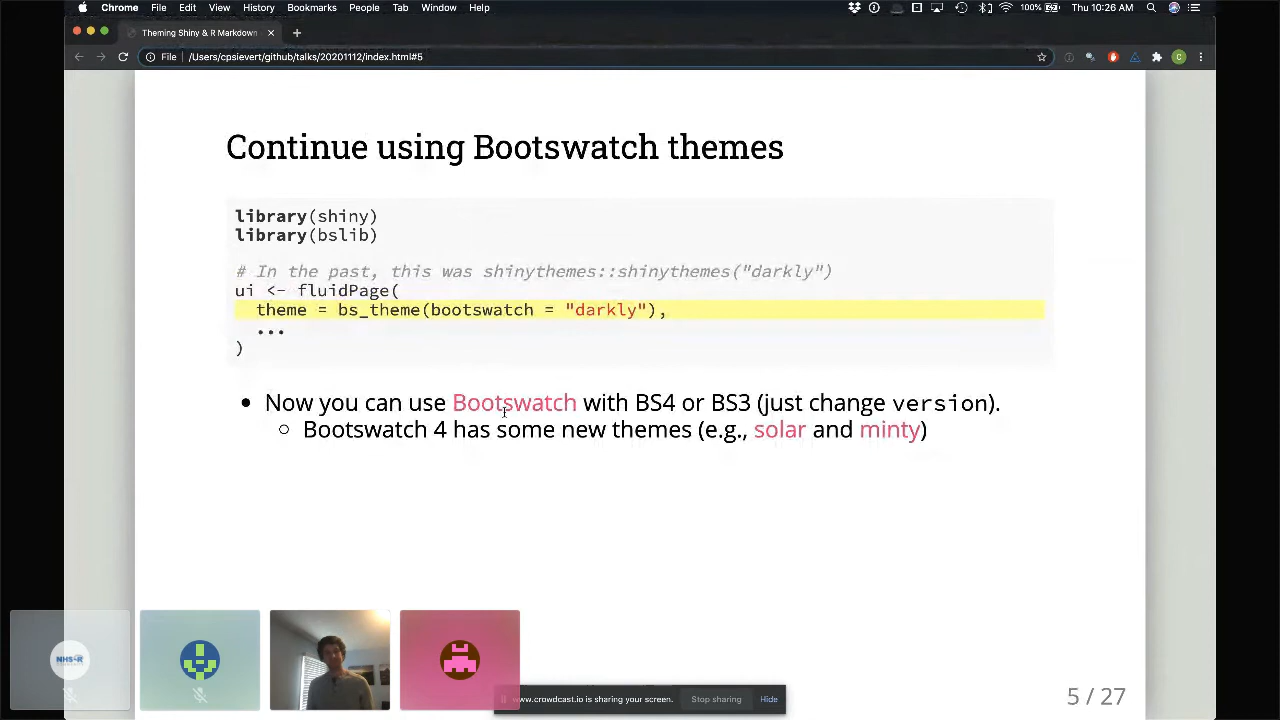 Chrome File Edit View History Bookmarks People Tab Window Help 100% Thu 10:26 AM
Theming Shiny & R Markdown
File /Users/cpsievert/github/talks/20201112/index.html#5
Continue using Bootswatch themes
library(shiny)
library(bslib)
# In the past, this was shinythemes::shinythemes("darkly")
ui <- fluidPage(
theme = bs_theme(bootswatch = "darkly"),
...
)
Now you can use Bootswatch with BS4 or BS3 (just change version).
Bootswatch 4 has some new themes (e.g., solar and minty)
NHS-R
www.crowdcast.io is sharing your screen. Stop sharing Hide
5 / 27